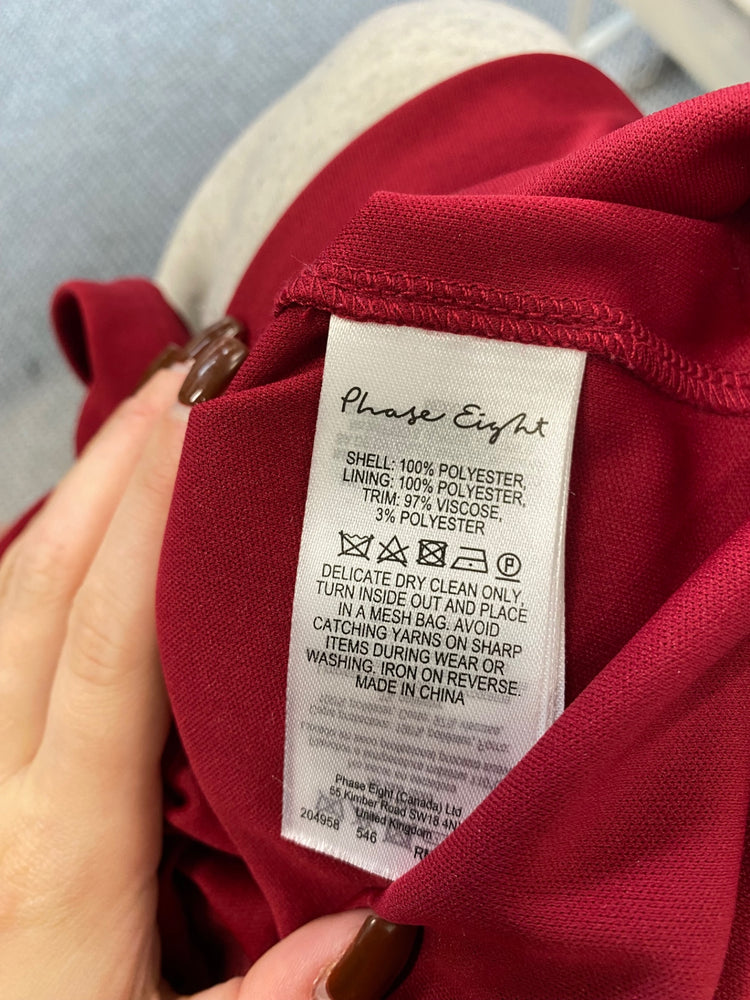 Phase Eight
SHELL: 100% POLYESTER,
LINING: 100% POLYESTER,
TRIM: 97% VISCOSE,
3% POLYESTER
P
DELICATE DRY CLEAN ONLY,
TURN INSIDE OUT AND PLACE
IN A MESH BAG. AVOID
CATCHING YARNS ON SHARP
ITEMS DURING WEAR OR
WASHING. IRON ON REVERSE.
MADE IN CHINA
Phase Eight (Canada) Ltd
55 Kimber Road SW18 4N
United Kingdom
204958 546